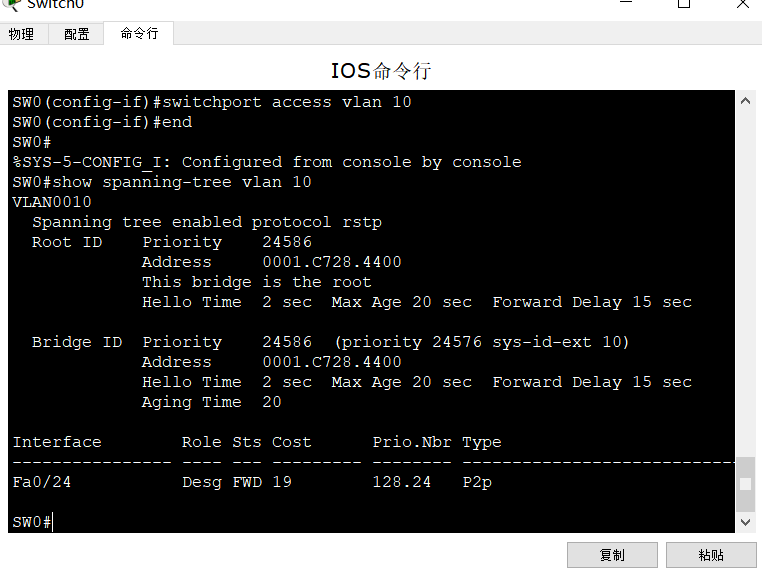 Switch0
物理 配置 命令行
IOS命令行
SW0(config-if)#switchport access vlan 10
SW0(config-if)#end
SW0#
%SYS-5-CONFIG_I: Configured from console by console
SW0#show spanning-tree vlan 10
VLAN0010
  Spanning tree enabled protocol rstp
  Root ID    Priority    24586
             Address     0001.C728.4400
             This bridge is the root
             Hello Time  2 sec  Max Age 20 sec  Forward Delay 15 sec
  Bridge ID  Priority    24586  (priority 24576 sys-id-ext 10)
             Address     0001.C728.4400
             Hello Time  2 sec  Max Age 20 sec  Forward Delay 15 sec
             Aging Time  20
Interface        Role Sts Cost      Prio.Nbr Type
---------------- ---- --- --------- -------- ----------------------------
Fa0/24           Desg FWD 19        128.24   P2p
SW0#
复制 粘贴